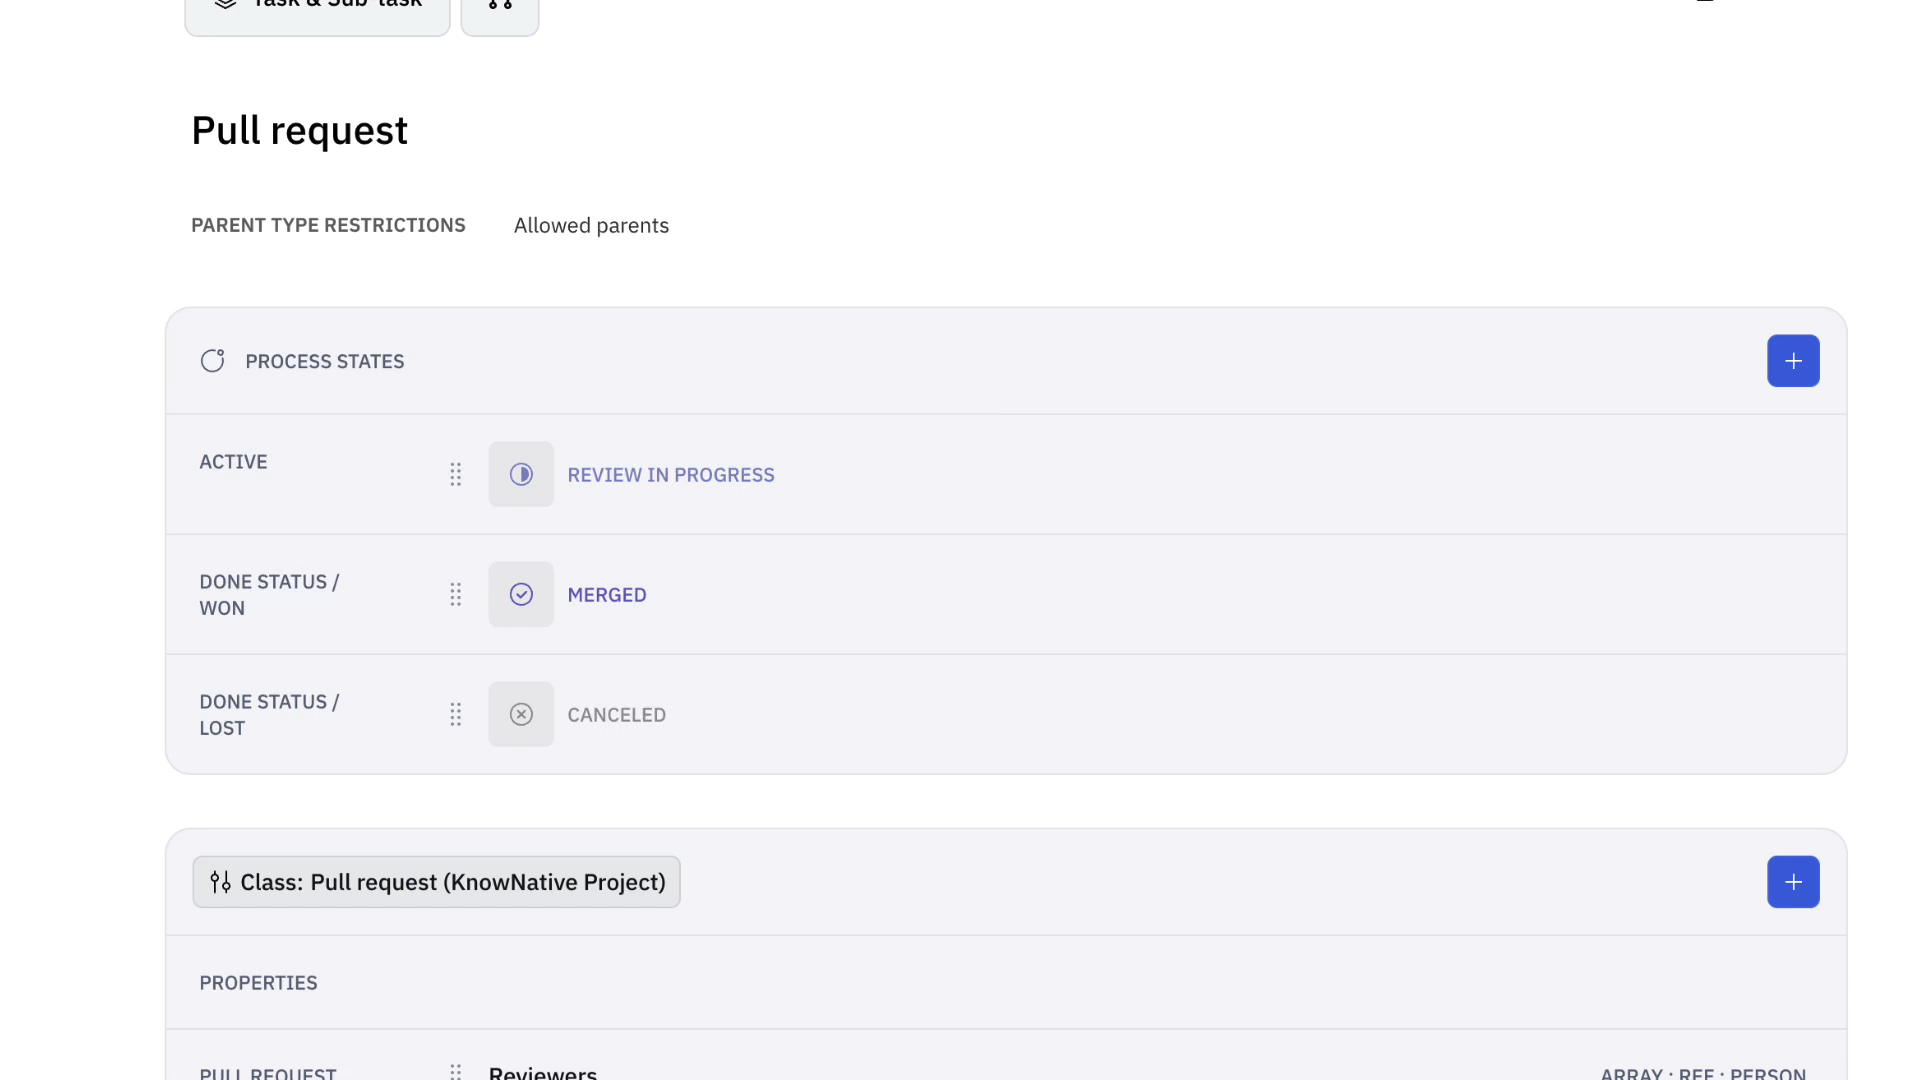 Task & Sub-task
Pull request
PARENT TYPE RESTRICTIONS Allowed parents
PROCESS STATES
ACTIVE
REVIEW IN PROGRESS
DONE STATUS /
WON
MERGED
DONE STATUS /
LOST
CANCELED
Class: Pull request (KnowNative Project)
PROPERTIES
PULL REQUEST Reviewers ARRAY : REF : PERSON